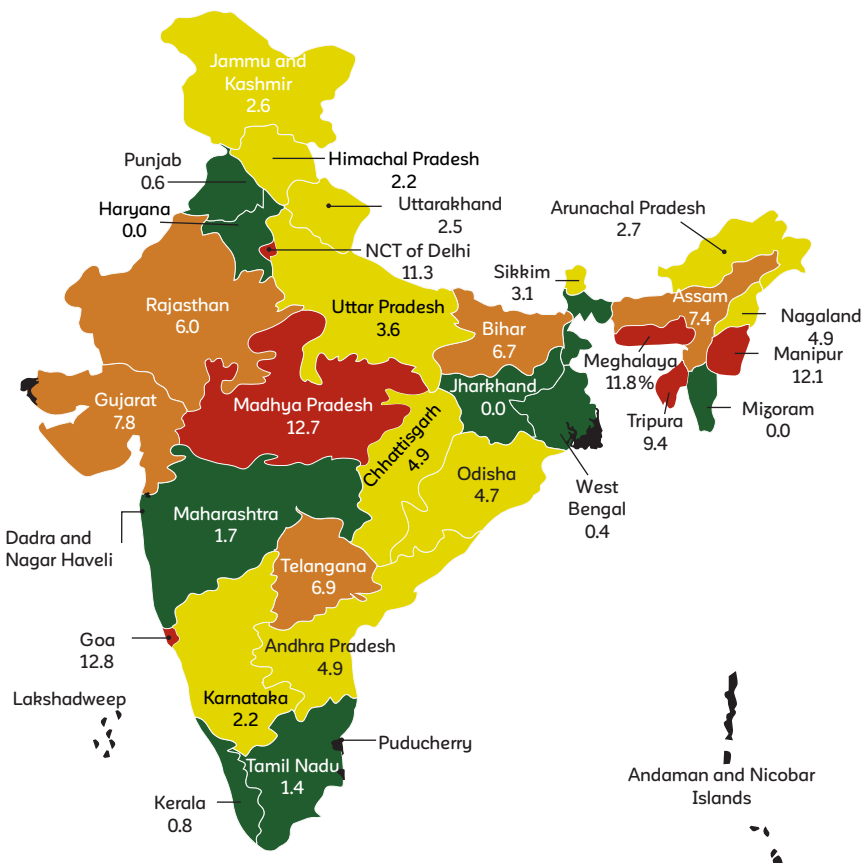 Jammu and
Kashmir
2.6
Punjab
0.6
Himachal Pradesh
2.2
Haryana
0.0
Uttarakhand
2.5
NCT of Delhi
11.3
Arunachal Pradesh
2.7
Sikkim
3.1
Assam
7.4
Nagaland
4.9
Rajasthan
6.0
Uttar Pradesh
3.6
Bihar
6.7
Meghalaya
11.8%
Manipur
12.1
Tripura
9.4
Mizoram
0.0
Gujarat
7.8
Madhya Pradesh
12.7
Jharkhand
0.0
Chhattisgarh
4.9
Odisha
4.7
West
Bengal
0.4
Dadra and
Nagar Haveli
Maharashtra
1.7
Telangana
6.9
Goa
12.8
Andhra Pradesh
4.9
Karnataka
2.2
Lakshadweep
Puducherry
Tamil Nadu
1.4
Kerala
0.8
Andaman and Nicobar
Islands